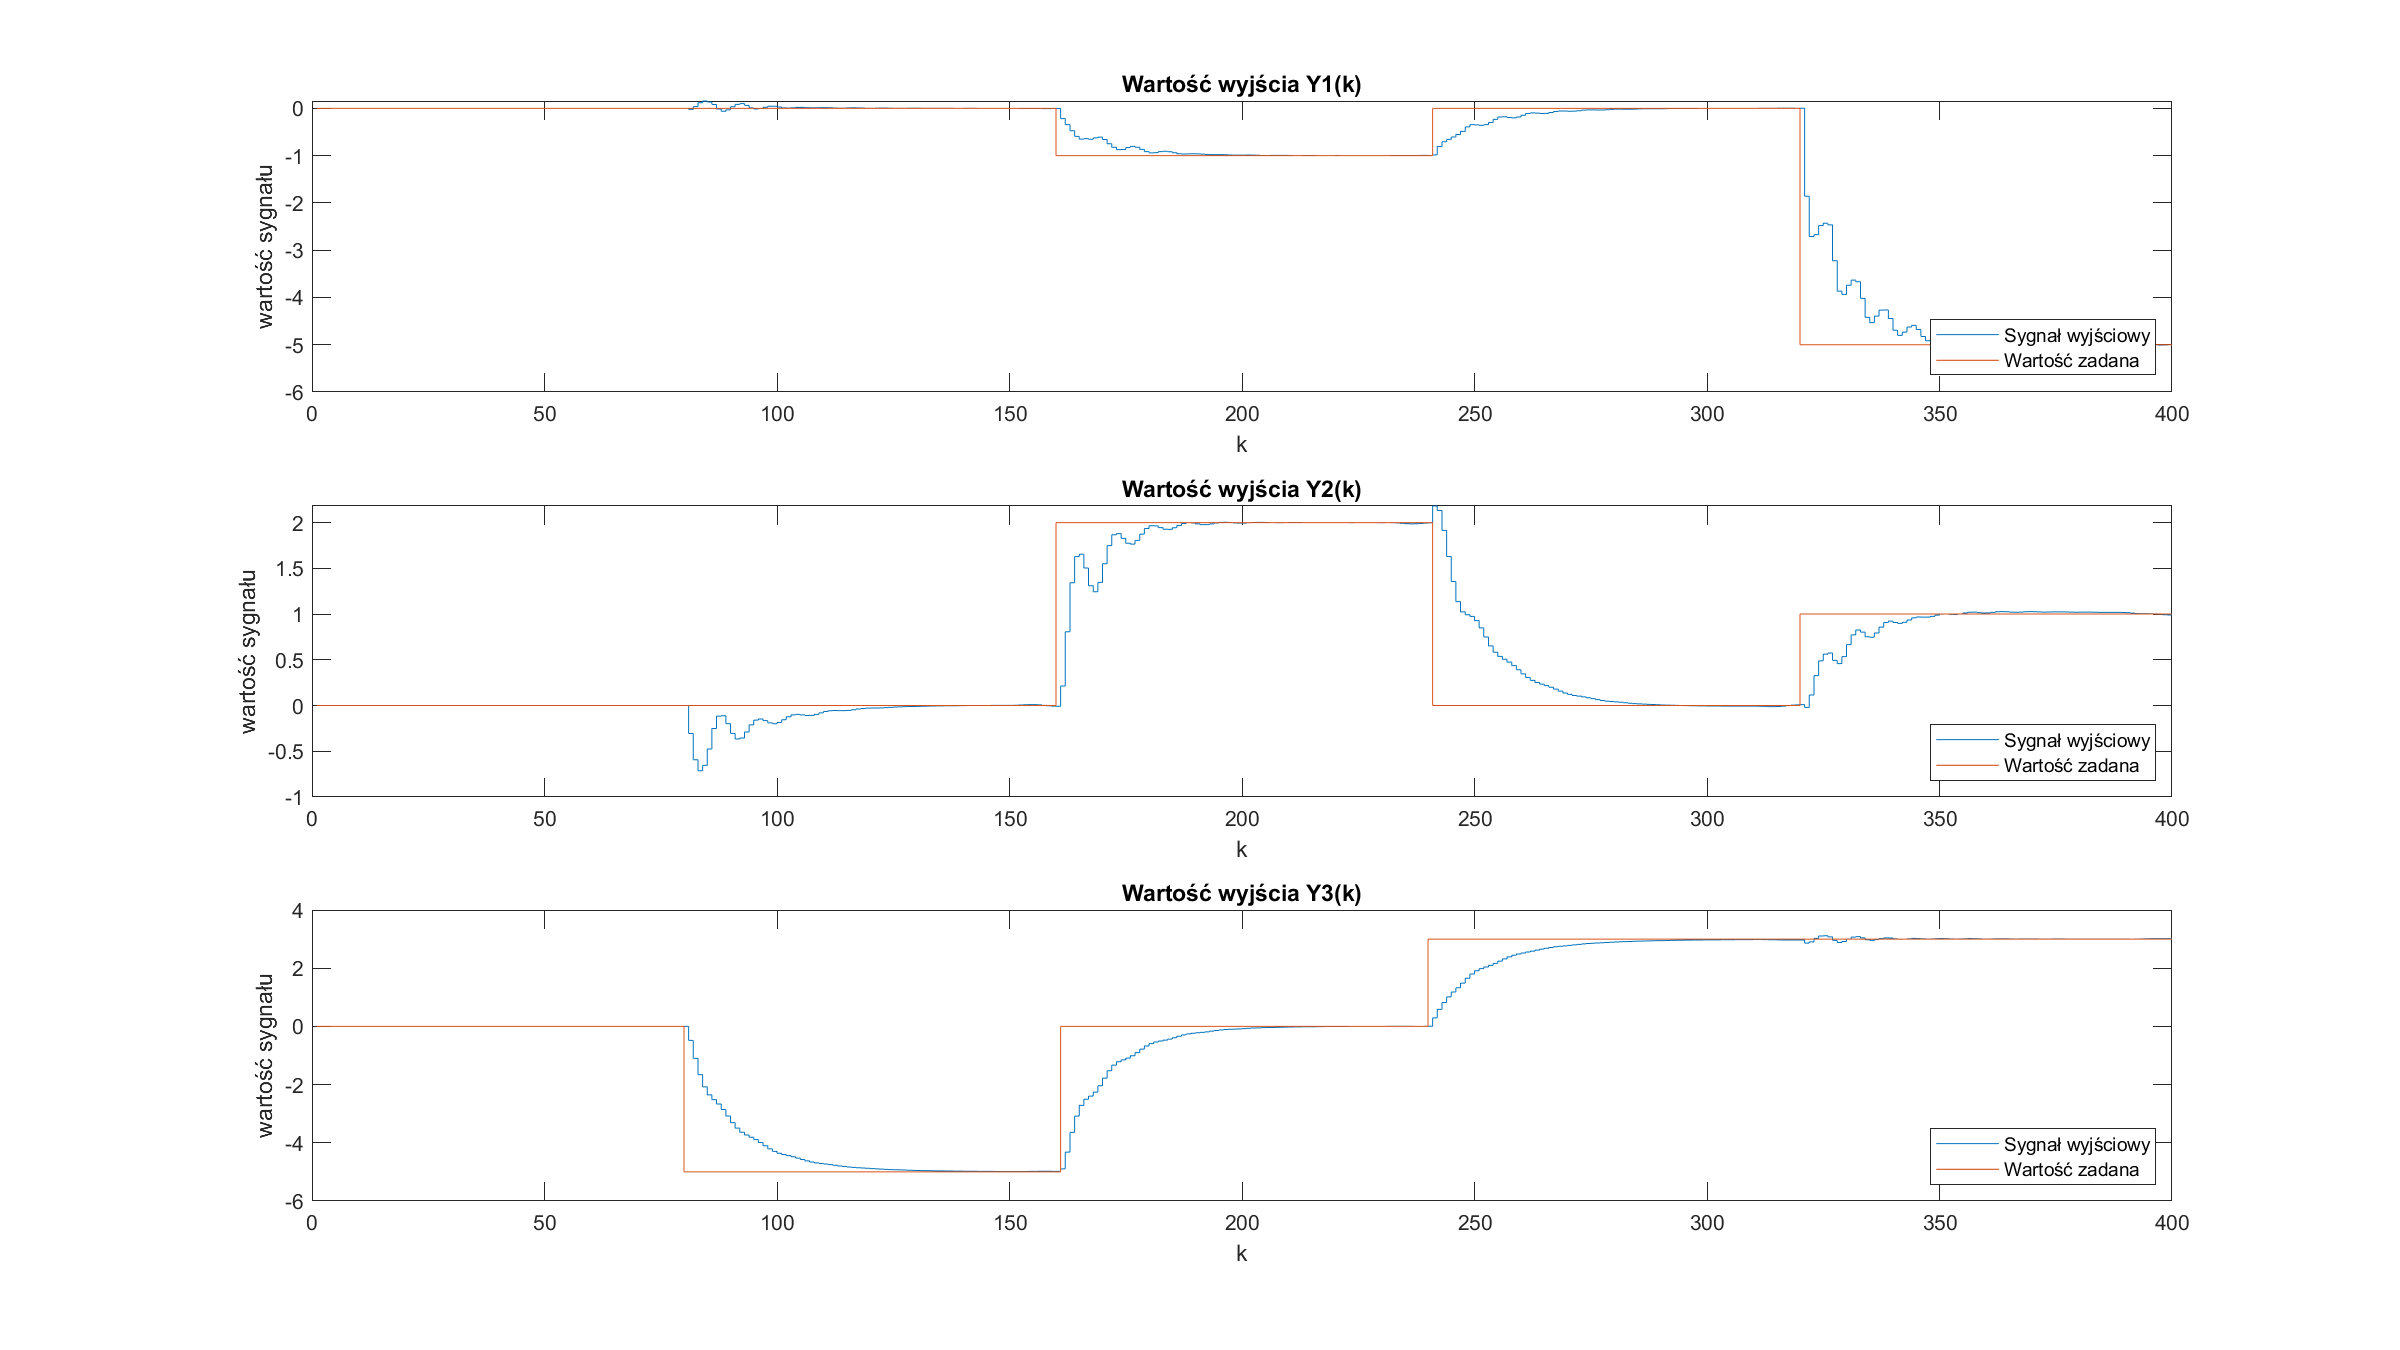 Wartość wyjścia Y1(k)
wartość sygnału
0
-1
-2
-3
-4
-5
-6
Sygnał wyjściowy
Wartość zadana
0 50 100 150 200 250 300 350 400
k
Wartość wyjścia Y2(k)
wartość sygnału
2
1.5
1
0.5
0
-0.5
-1
Sygnał wyjściowy
Wartość zadana
0 50 100 150 200 250 300 350 400
k
Wartość wyjścia Y3(k)
wartość sygnału
4
2
0
-2
-4
-6
Sygnał wyjściowy
Wartość zadana
0 50 100 150 200 250 300 350 400
k